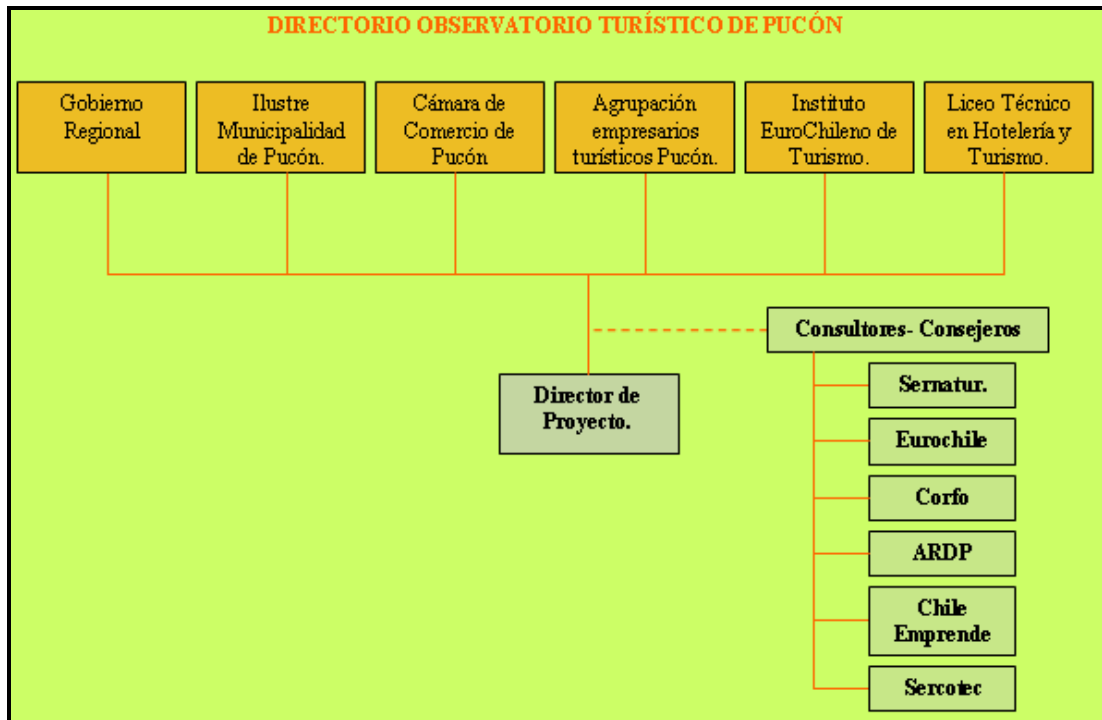 DIRECTORIO OBSERVATORIO TURÍSTICO DE PUCÓN
Gobierno
Regional
Ilustre
Municipalidad
de Pucón.
Cámara de
Comercio de
Pucón
Agrupación
empresarios
turísticos Pucón.
Instituto
EuroChileno de
Turismo.
Liceo Técnico
en Hotelería y
Turismo.
Consultores- Consejeros
Director de
Proyecto.
Sernatur.
Eurochile
Corfo
ARDP
Chile
Emprende
Sercotec